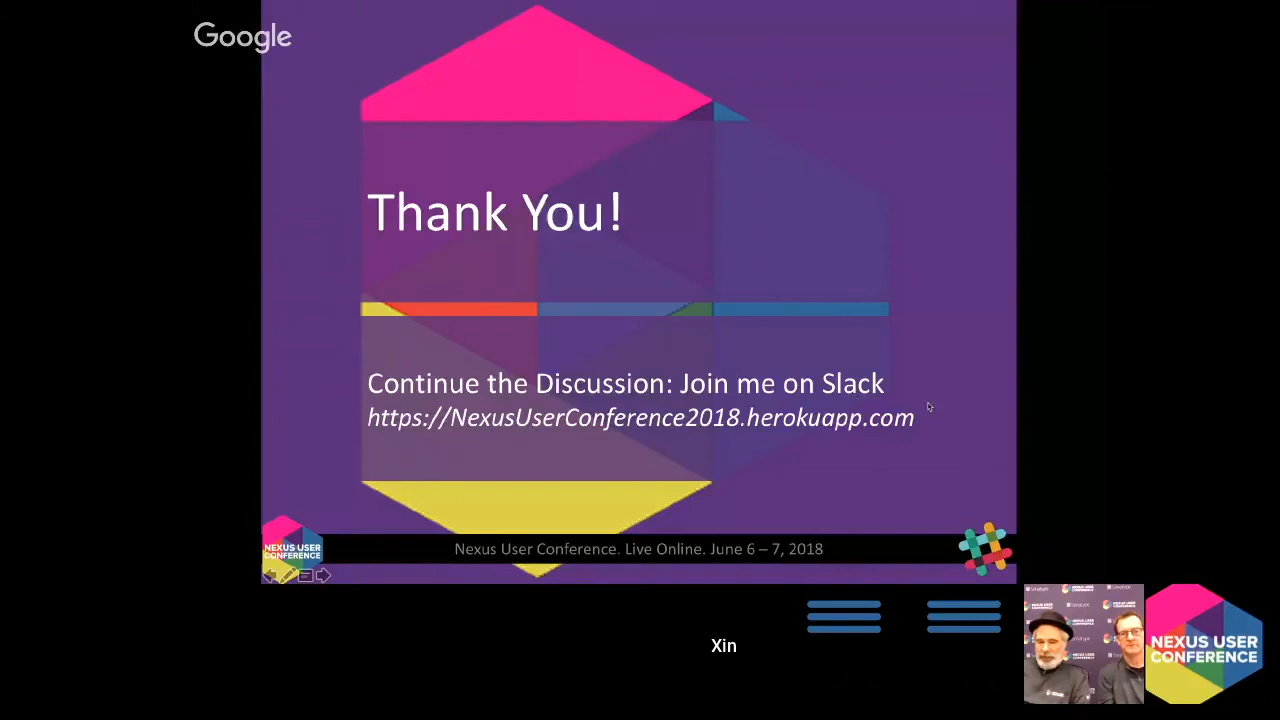 Google
Thank You!
Continue the Discussion: Join me on Slack
https://NexusUserConference2018.herokuapp.com
NEXUS USER
CONFERENCE
Nexus User Conference. Live Online. June 6 – 7, 2018
Xin
NEXUS USER
CONFERENCE